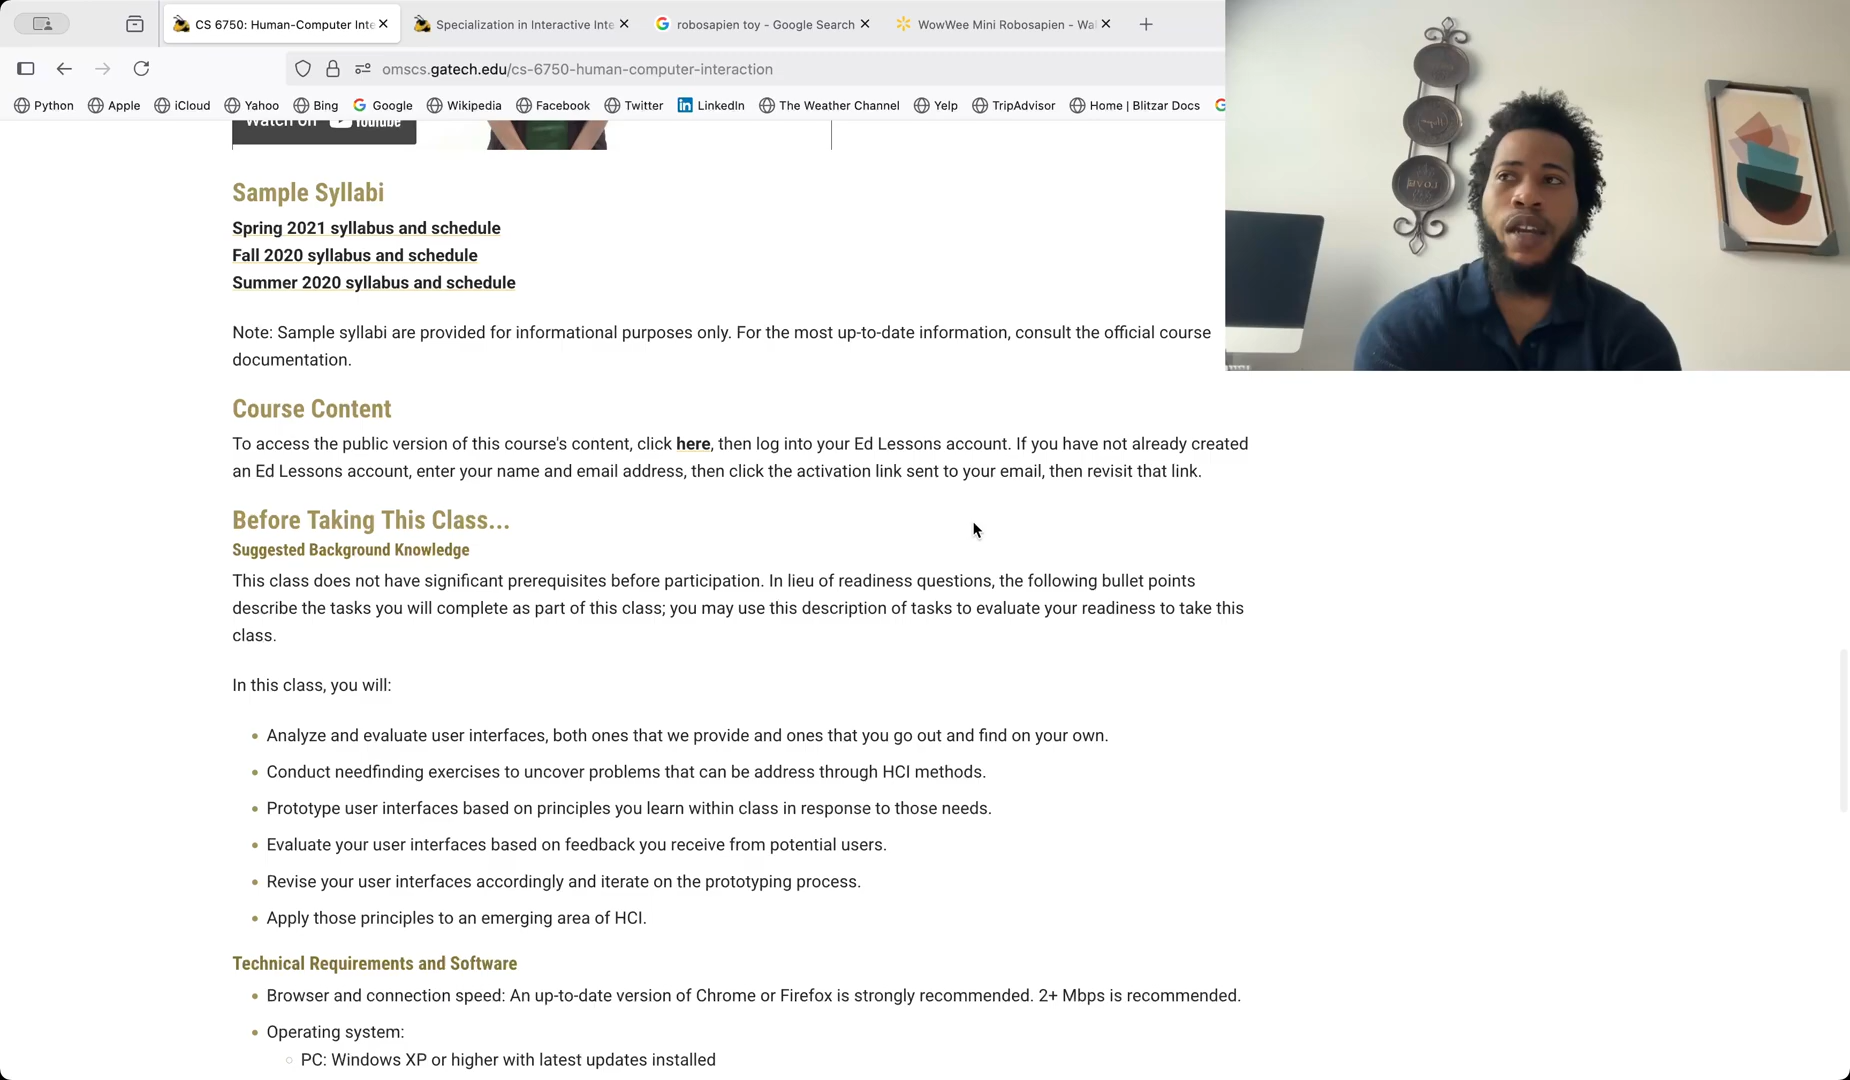 CS 6750: Human-Computer Inte
Specialization in Interactive Inte
robosapien toy - Google Search
WowWee Mini Robosapien - Wal
omscs.gatech.edu/cs-6750-human-computer-interaction
Python Apple iCloud Yahoo Bing Google Wikipedia Facebook Twitter LinkedIn The Weather Channel Yelp TripAdvisor Home | Blitzar Docs
Watch on YouTube
Sample Syllabi
Spring 2021 syllabus and schedule
Fall 2020 syllabus and schedule
Summer 2020 syllabus and schedule
Note: Sample syllabi are provided for informational purposes only. For the most up-to-date information, consult the official course
documentation.
Course Content
To access the public version of this course's content, click here, then log into your Ed Lessons account. If you have not already created
an Ed Lessons account, enter your name and email address, then click the activation link sent to your email, then revisit that link.
Before Taking This Class...
Suggested Background Knowledge
This class does not have significant prerequisites before participation. In lieu of readiness questions, the following bullet points
describe the tasks you will complete as part of this class; you may use this description of tasks to evaluate your readiness to take this
class.
In this class, you will:
• Analyze and evaluate user interfaces, both ones that we provide and ones that you go out and find on your own.
• Conduct needfinding exercises to uncover problems that can be address through HCI methods.
• Prototype user interfaces based on principles you learn within class in response to those needs.
• Evaluate your user interfaces based on feedback you receive from potential users.
• Revise your user interfaces accordingly and iterate on the prototyping process.
• Apply those principles to an emerging area of HCI.
Technical Requirements and Software
• Browser and connection speed: An up-to-date version of Chrome or Firefox is strongly recommended. 2+ Mbps is recommended.
• Operating system:
○ PC: Windows XP or higher with latest updates installed